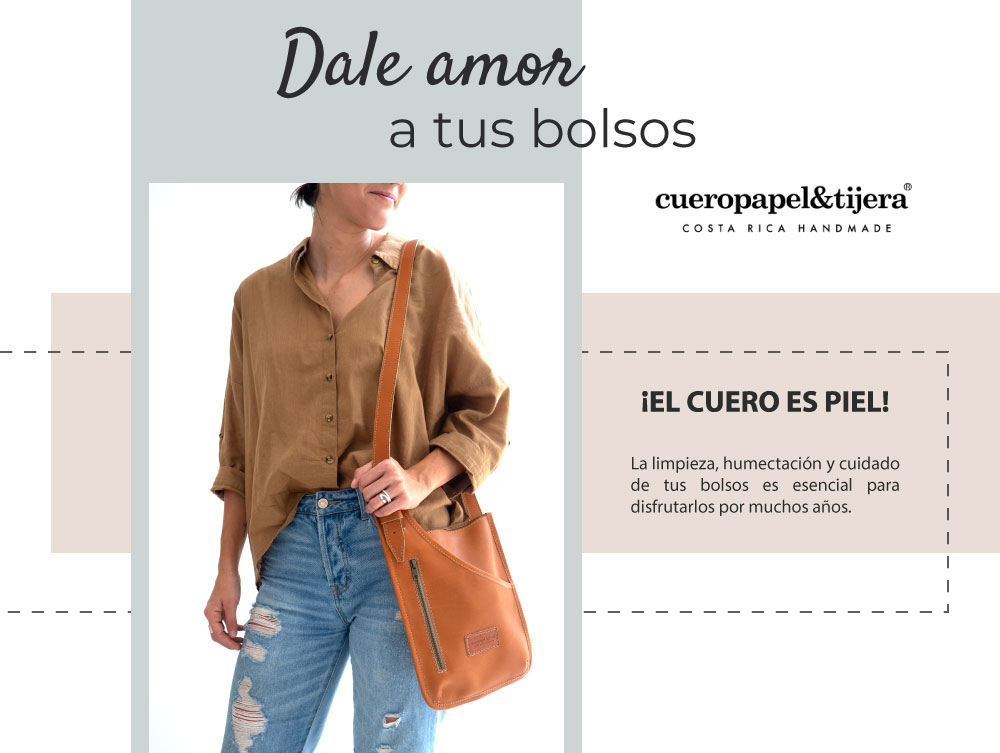 Dale amor
a tus bolsos
cueropapel&tijera®
COSTA RICA HANDMADE
¡EL CUERO ES PIEL!
La limpieza, humectación y cuidado
de tus bolsos es esencial para
disfrutarlos por muchos años.